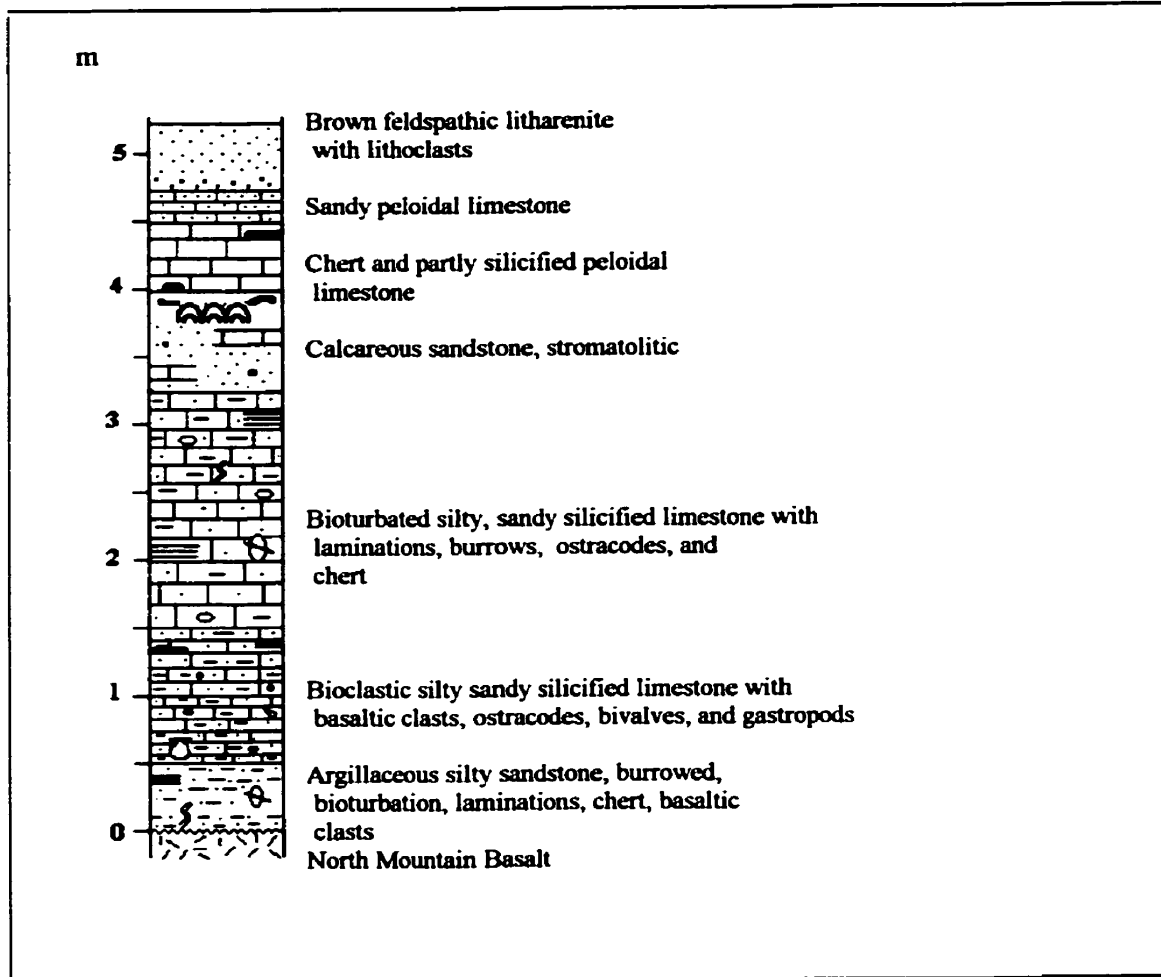 m
Brown feldspathic litharenite
with lithoclasts
5
Sandy peloidal limestone
Chert and partly silicified peloidal
limestone
4
Calcareous sandstone, stromatolitic
3
Bioturbated silty, sandy silicified limestone with
laminations, burrows, ostracodes, and
chert
2
Bioclastic silty sandy silicified limestone with
basaltic clasts, ostracodes, bivalves, and gastropods
1
Argillaceous silty sandstone, burrowed,
bioturbation, laminations, chert, basaltic
clasts
0
North Mountain Basalt